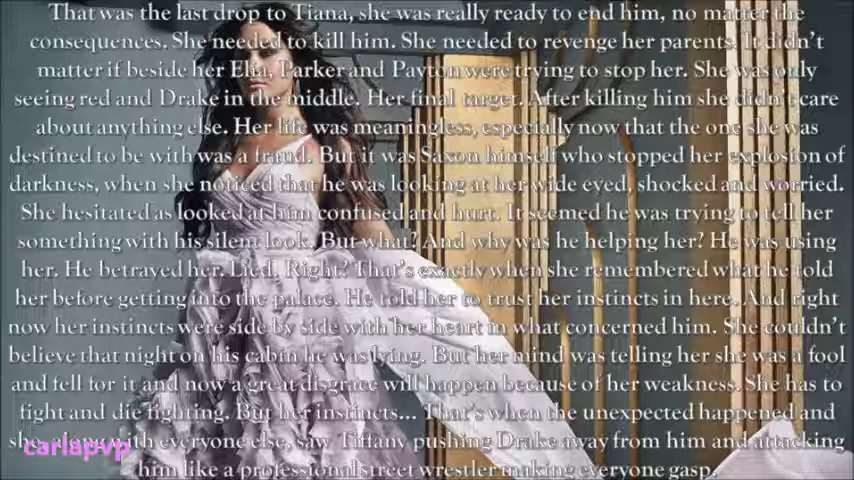 That was the last drop to Tiana, she was really ready to end him, no matter the
consequences. She needed to kill him. She needed to revenge her parents. It didn't
matter if beside her Elia, Parker and Payton were trying to stop her. She was only
seeing red and Drake in the middle. Her final target. After killing him she didn't care
about anything else. Her life was meaningless, especially now that the one she was
destined to be with was a fraud. But it was Saxon himself who stopped her explosion of
darkness, when she noticed that he was looking at her wide eyed, shocked and worried.
She hesitated as looked at him confused and hurt. It seemed he was trying to tell her
something with his silent look. But what? And why was he helping her? He was using
her. He betrayed her. Lied. Right? That's exactly when she remembered what he told
her before getting into the palace. He told her to trust her instincts in here. And right
now her instincts were side by side with her heart in what concerned him. She couldn't
believe that night on his cabin he was lying. But her mind was telling her she was a fool
and fell for it and now a great disgrace will happen because of her weakness. She has to
fight and die fighting. But her instincts... That's when the unexpected happened and
she, along with everyone else, saw Tiffany pushing Drake away from him and attacking
him like a professional street wrestler making everyone gasp.
carlapvp